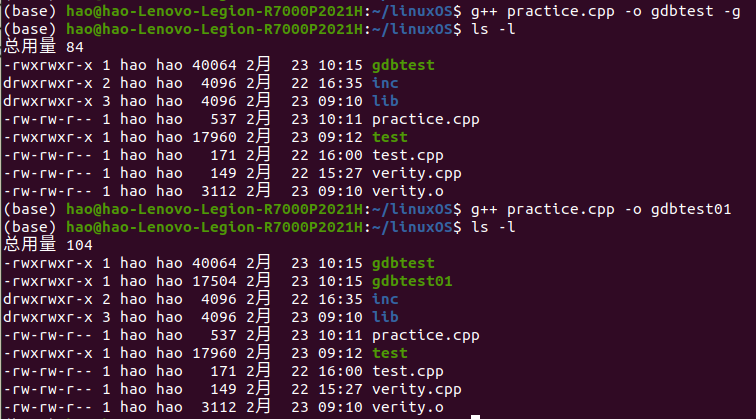 (base) hao@hao-Lenovo-Legion-R7000P2021H:~/linuxOS$ g++ practice.cpp -o gdbtest -g
(base) hao@hao-Lenovo-Legion-R7000P2021H:~/linuxOS$ ls -l
总用量 84
-rwxrwxr-x 1 hao hao 40064 2月  23 10:15 gdbtest
drwxrwxr-x 2 hao hao  4096 2月  22 16:35 inc
drwxrwxr-x 3 hao hao  4096 2月  23 09:10 lib
-rw-rw-r-- 1 hao hao   537 2月  23 10:11 practice.cpp
-rwxrwxr-x 1 hao hao 17960 2月  23 09:12 test
-rw-rw-r-- 1 hao hao   171 2月  22 16:00 test.cpp
-rw-rw-r-- 1 hao hao   149 2月  22 15:27 verity.cpp
-rw-rw-r-- 1 hao hao  3112 2月  23 09:10 verity.o
(base) hao@hao-Lenovo-Legion-R7000P2021H:~/linuxOS$ g++ practice.cpp -o gdbtest01
(base) hao@hao-Lenovo-Legion-R7000P2021H:~/linuxOS$ ls -l
总用量 104
-rwxrwxr-x 1 hao hao 40064 2月  23 10:15 gdbtest
-rwxrwxr-x 1 hao hao 17504 2月  23 10:15 gdbtest01
drwxrwxr-x 2 hao hao  4096 2月  22 16:35 inc
drwxrwxr-x 3 hao hao  4096 2月  23 09:10 lib
-rw-rw-r-- 1 hao hao   537 2月  23 10:11 practice.cpp
-rwxrwxr-x 1 hao hao 17960 2月  23 09:12 test
-rw-rw-r-- 1 hao hao   171 2月  22 16:00 test.cpp
-rw-rw-r-- 1 hao hao   149 2月  22 15:27 verity.cpp
-rw-rw-r-- 1 hao hao  3112 2月  23 09:10 verity.o